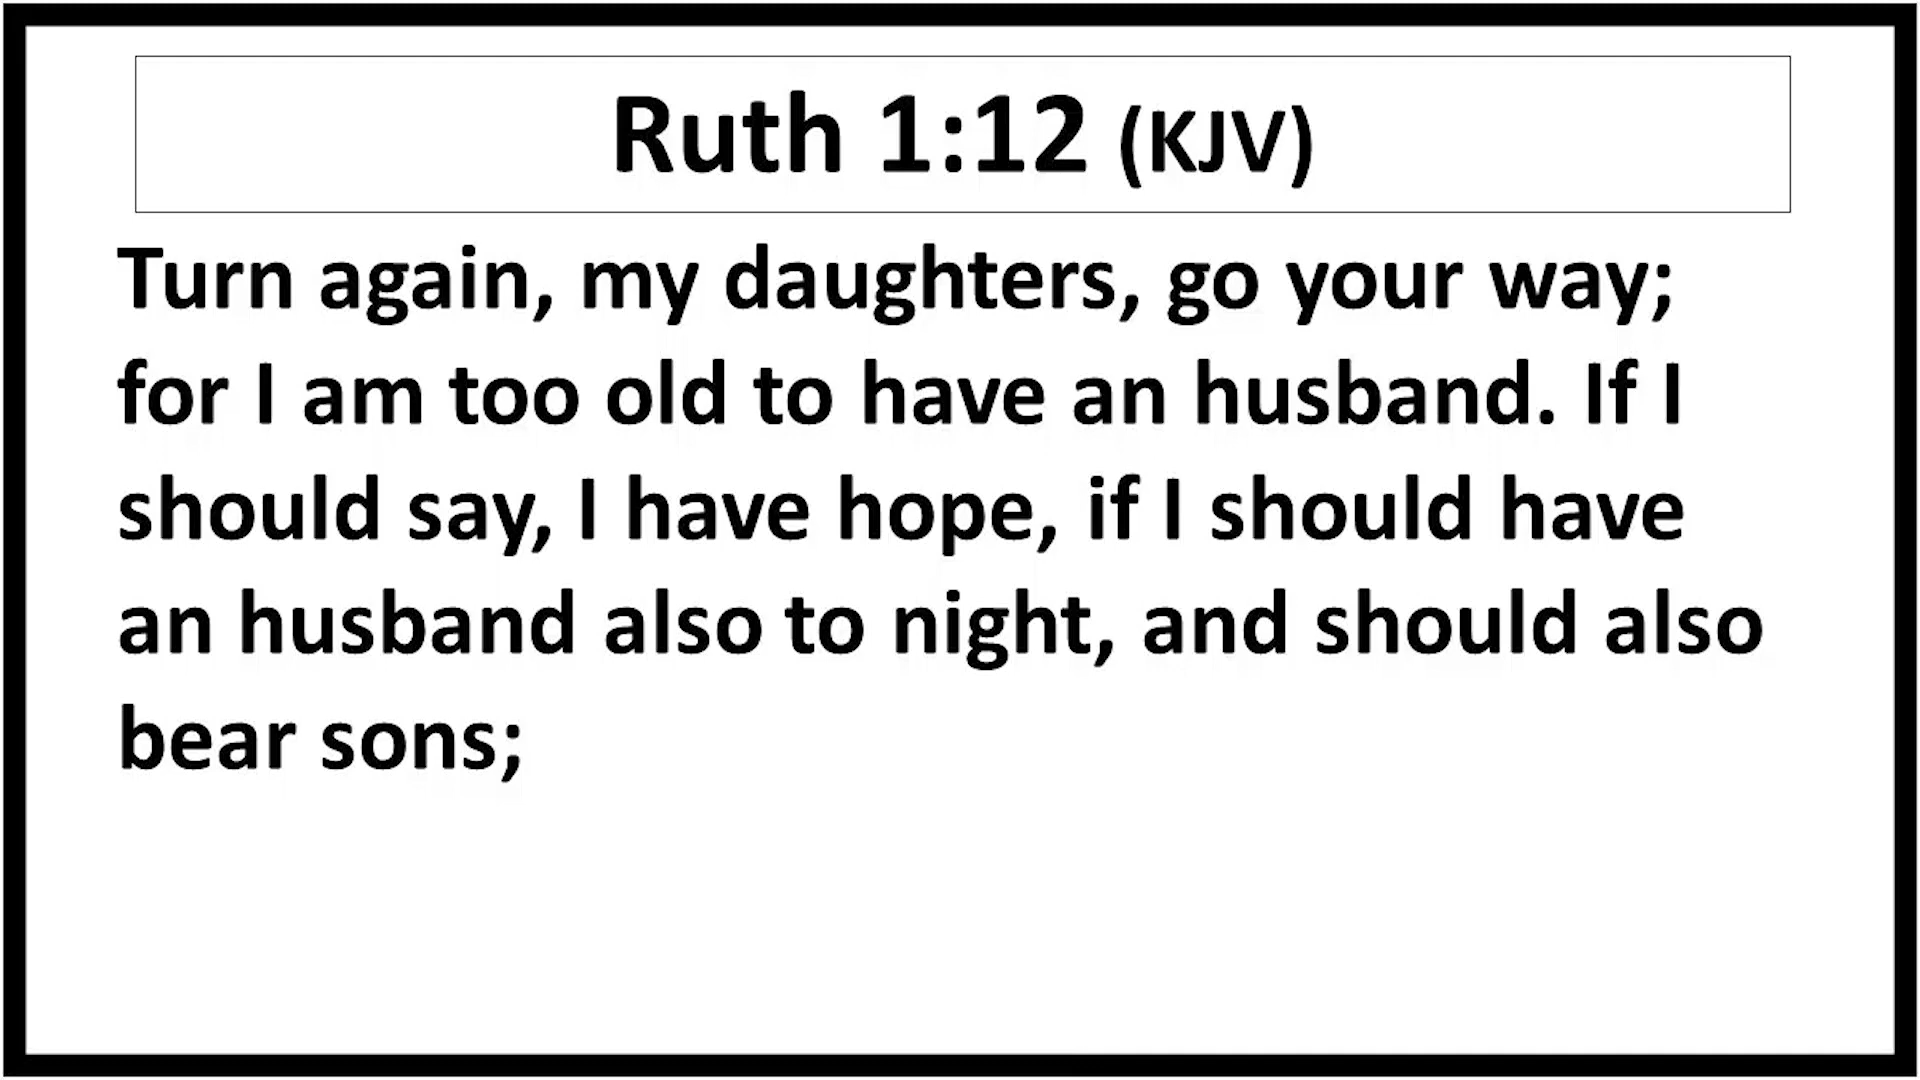 Ruth 1:12 (KJV)
Turn again, my daughters, go your way;
for I am too old to have an husband. If I
should say, I have hope, if I should have
an husband also to night, and should also
bear sons;